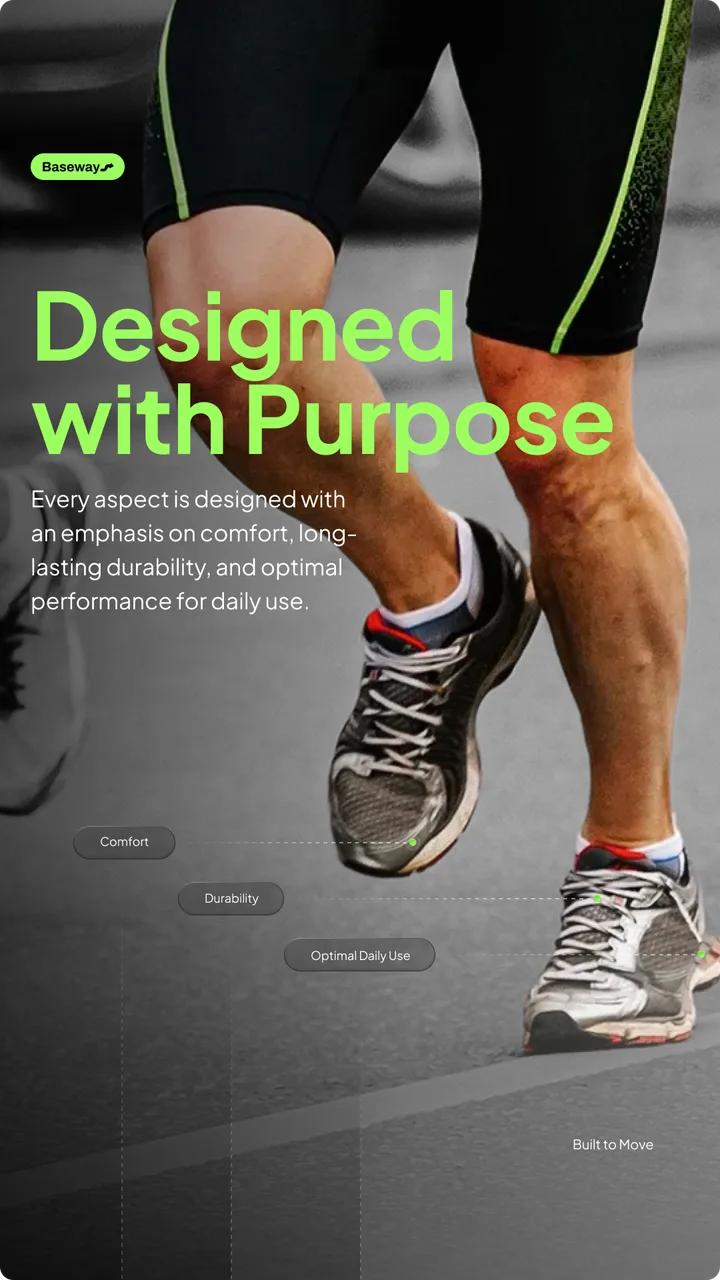 Baseway
Designed
with Purpose
Every aspect is designed with
an emphasis on comfort, long-
lasting durability, and optimal
performance for daily use.
Comfort
Durability
Optimal Daily Use
Built to Move